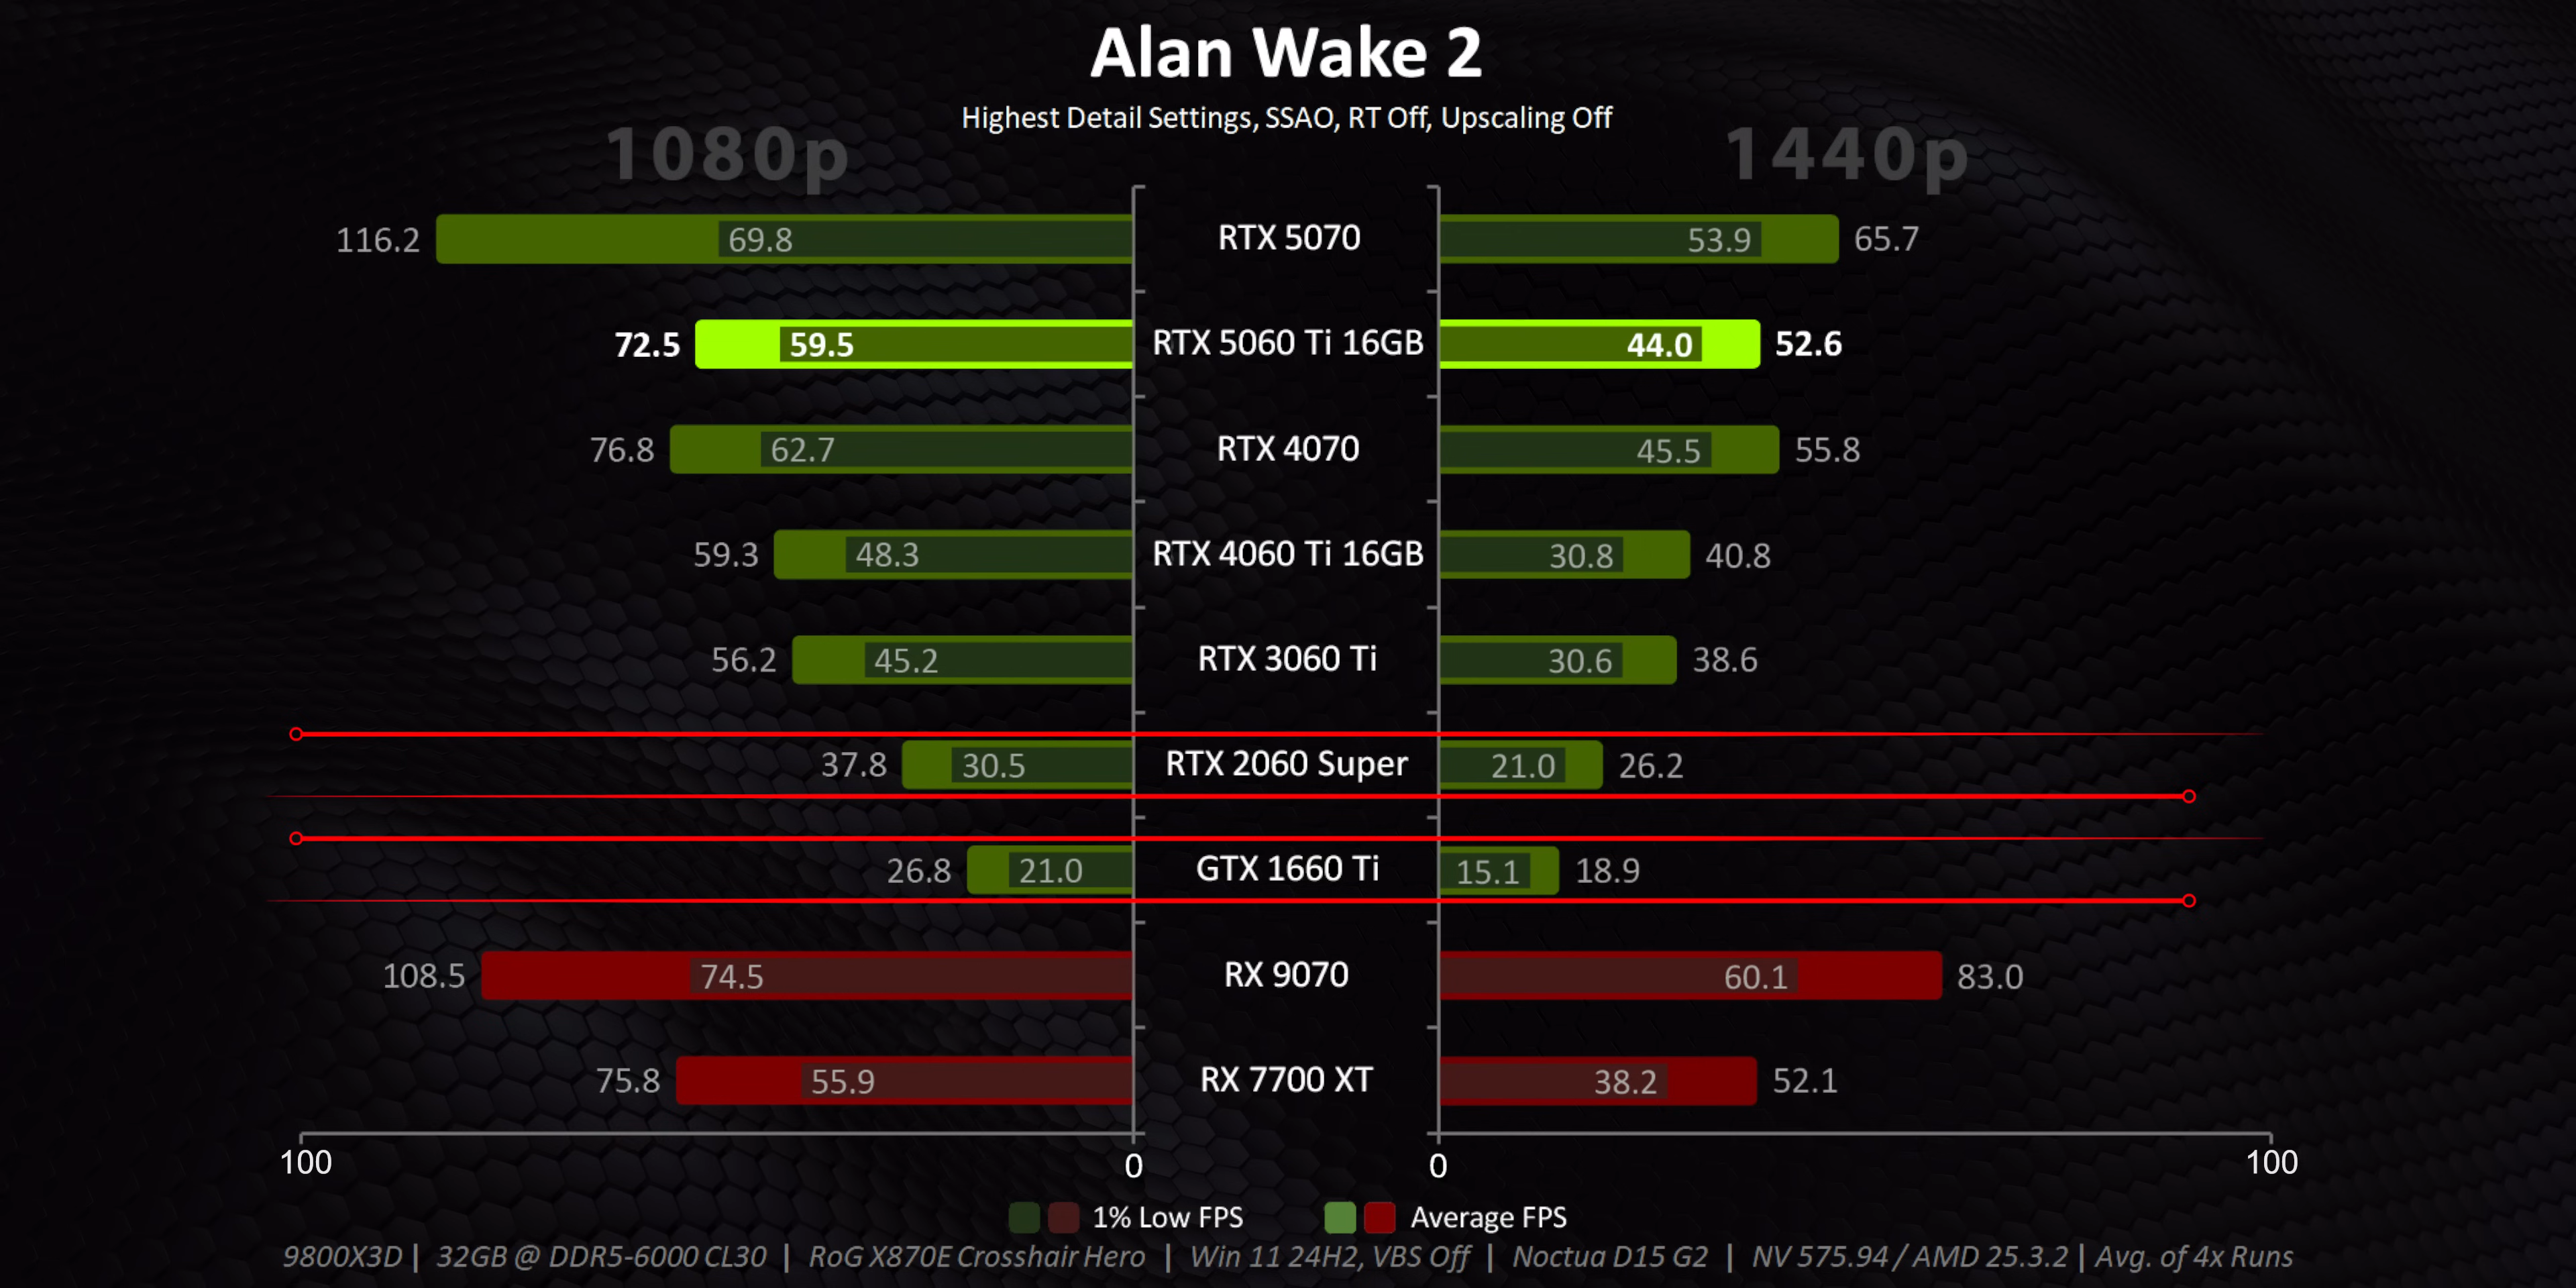 Alan Wake 2
Highest Detail Settings, SSAO, RT Off, Upscaling Off
1080p 1440p
116.2 69.8 RTX 5070 53.9 65.7
72.5 59.5 RTX 5060 Ti 16GB 44.0 52.6
76.8 62.7 RTX 4070 45.5 55.8
59.3 48.3 RTX 4060 Ti 16GB 30.8 40.8
56.2 45.2 RTX 3060 Ti 30.6 38.6
37.8 30.5 RTX 2060 Super 21.0 26.2
26.8 21.0 GTX 1660 Ti 15.1 18.9
108.5 74.5 RX 9070 60.1 83.0
75.8 55.9 RX 7700 XT 38.2 52.1
100 0 0 100
1% Low FPS Average FPS
9800X3D | 32GB @ DDR5-6000 CL30 | RoG X870E Crosshair Hero | Win 11 24H2, VBS Off | Noctua D15 G2 | NV 575.94 / AMD 25.3.2 | Avg. of 4x Runs